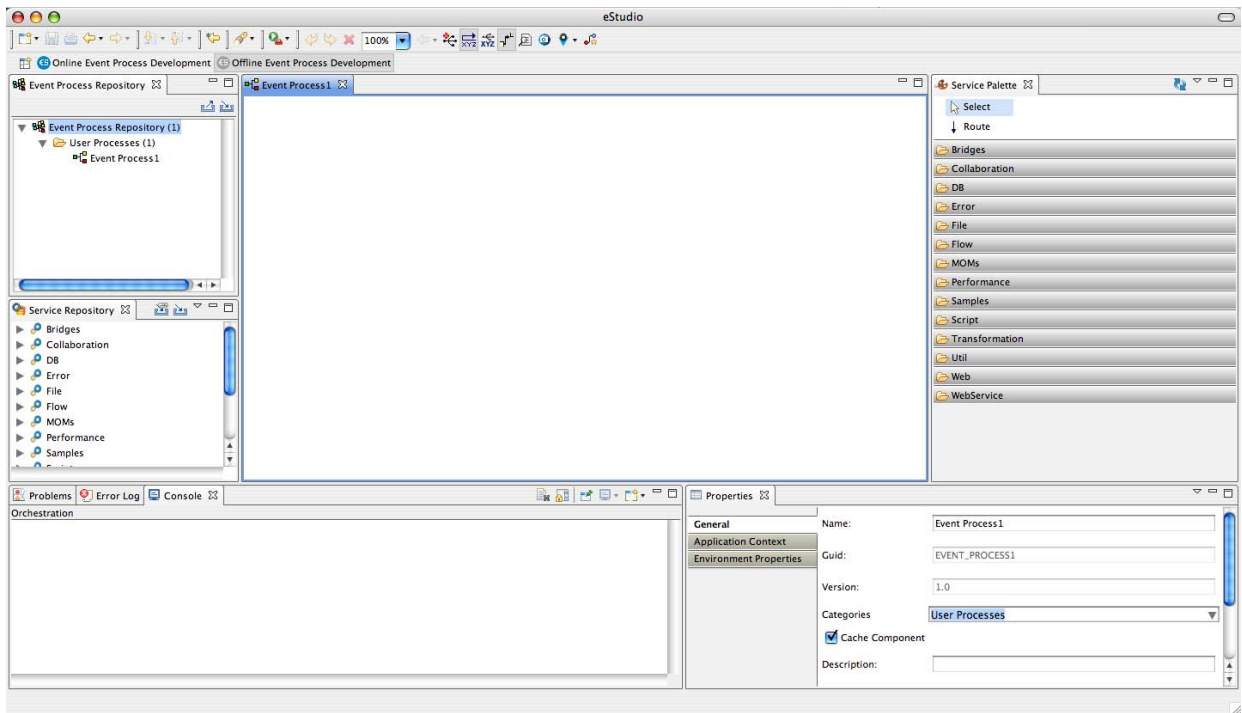 eStudio
100%
Online Event Process Development
Offline Event Process Development
Event Process Repository
Event Process Repository (1)
User Processes (1)
Event Process1
Event Process1
Service Palette
Select
Route
Bridges
Collaboration
DB
Error
File
Flow
MOMs
Performance
Samples
Script
Transformation
Util
Web
WebService
Service Repository
Bridges
Collaboration
DB
Error
File
Flow
MOMs
Performance
Samples
Problems
Error Log
Console
Orchestration
Properties
General
Application Context
Environment Properties
Name: Event Process1
Guid: EVENT_PROCESS1
Version: 1.0
Categories User Processes
Cache Component
Description: